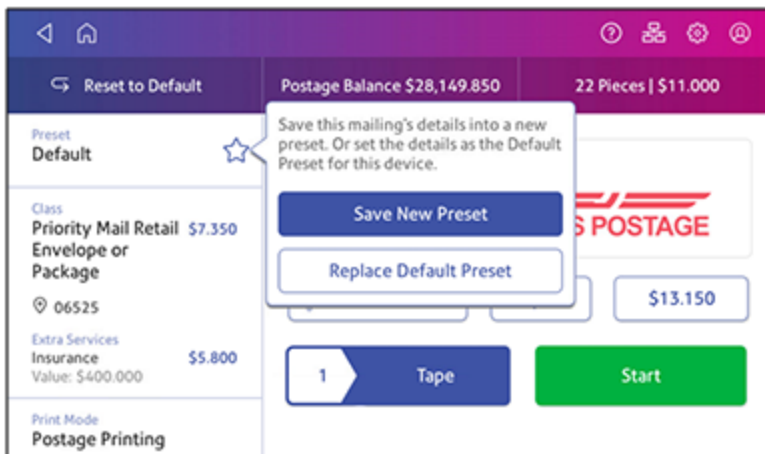 Reset to Default
Postage Balance $28,149.850
22 Pieces | $11.000
Preset
Default
Save this mailing's details into a new
preset. Or set the details as the Default
Preset for this device.
Save New Preset
Replace Default Preset
Class
Priority Mail Retail $7.350
Envelope or
Package
06525
Extra Services
Insurance $5.800
Value: $400.000
Print Mode
Postage Printing
S POSTAGE
$13.150
1 Tape
Start